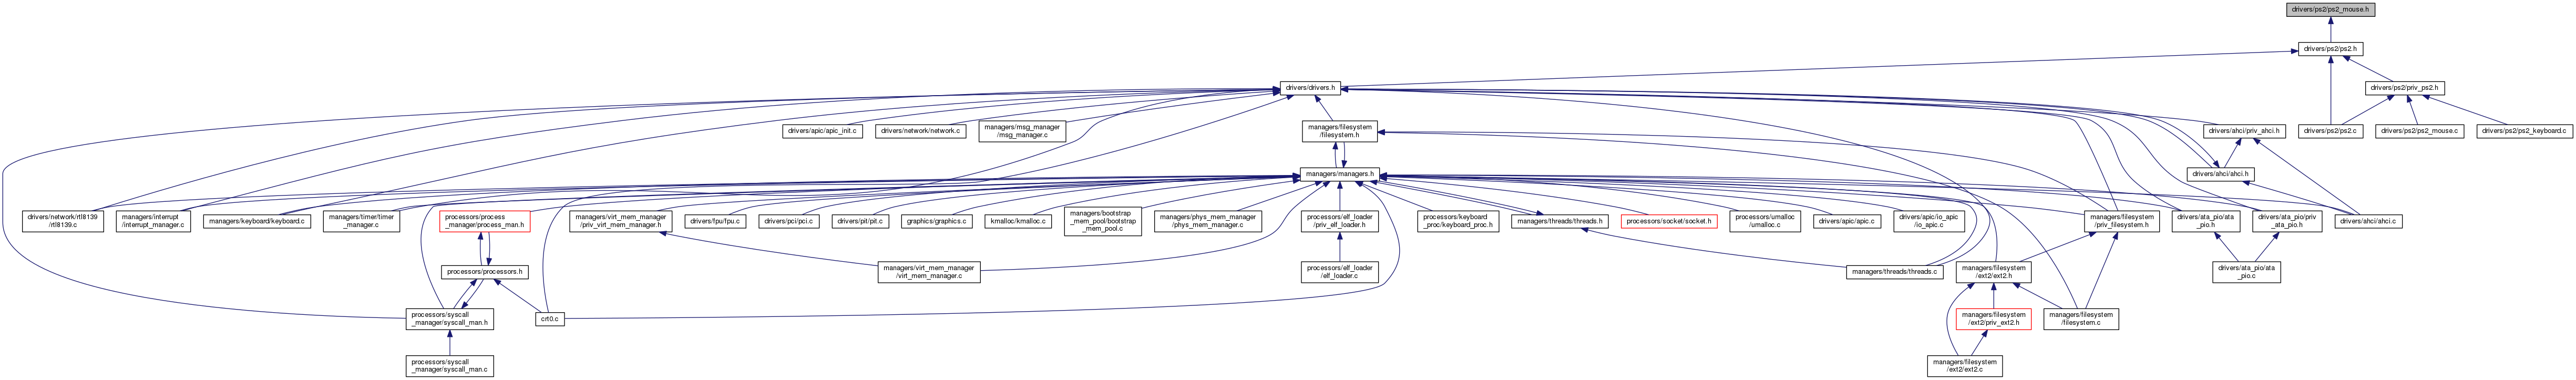 drivers/ps2/ps2_mouse.h
drivers/ps2/ps2.h
drivers/drivers.h
drivers/ps2/priv_ps2.h
drivers/apic/apic_init.c
drivers/network/network.c
managers/msg_manager
/msg_manager.c
managers/filesystem
/filesystem.h
drivers/ahci/priv_ahci.h
drivers/ps2/ps2.c
drivers/ps2/ps2_mouse.c
drivers/ps2/ps2_keyboard.c
managers/managers.h
drivers/ahci/ahci.h
drivers/network/rtl8139
/rtl8139.c
managers/interrupt
/interrupt_manager.c
managers/keyboard/keyboard.c
managers/timer/timer
_manager.c
processors/process
_manager/process_man.h
managers/virt_mem_manager
/priv_virt_mem_manager.h
drivers/fpu/fpu.c
drivers/pci/pci.c
drivers/pit/pit.c
graphics/graphics.c
kmalloc/kmalloc.c
managers/bootstrap
_mem_pool/bootstrap
_mem_pool.c
managers/phys_mem_manager
/phys_mem_manager.c
processors/elf_loader
/priv_elf_loader.h
processors/keyboard
_proc/keyboard_proc.h
managers/threads/threads.h
processors/socket/socket.h
processors/umalloc
/umalloc.c
drivers/apic/apic.c
drivers/apic/io_apic
/io_apic.c
managers/filesystem
/priv_filesystem.h
drivers/ata_pio/ata
_pio.h
drivers/ata_pio/priv
_ata_pio.h
drivers/ahci/ahci.c
processors/processors.h
managers/virt_mem_manager
/virt_mem_manager.c
processors/elf_loader
/elf_loader.c
managers/threads/threads.c
managers/filesystem
/ext2/ext2.h
drivers/ata_pio/ata
_pio.c
processors/syscall
_manager/syscall_man.h
crt0.c
managers/filesystem
/ext2/priv_ext2.h
managers/filesystem
/filesystem.c
processors/syscall
_manager/syscall_man.c
managers/filesystem
/ext2/ext2.c